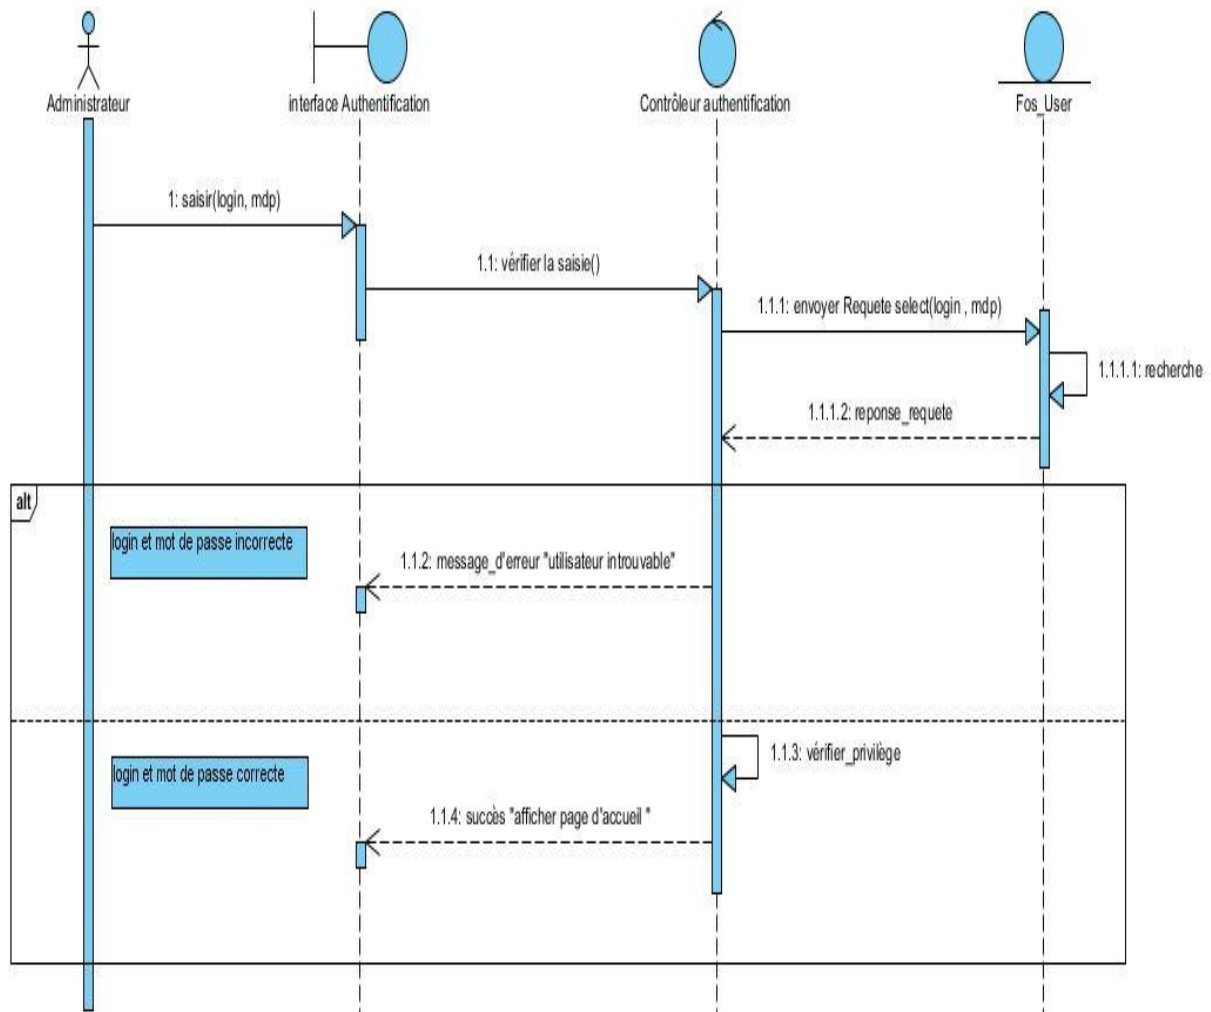 Administrateur
interface Authentification
Contrôleur authentification
Fos_User
1: saisir(login, mdp)
1.1: vérifier la saisie()
1.1.1: envoyer Requete select(login , mdp)
1.1.1.1: recherche
1.1.1.2: reponse_requete
alt
login et mot de passe incorrecte
1.1.2: message_d'erreur "utilisateur introuvable"
1.1.3: vérifier_privilège
login et mot de passe correcte
1.1.4: succès "afficher page d'accueil "